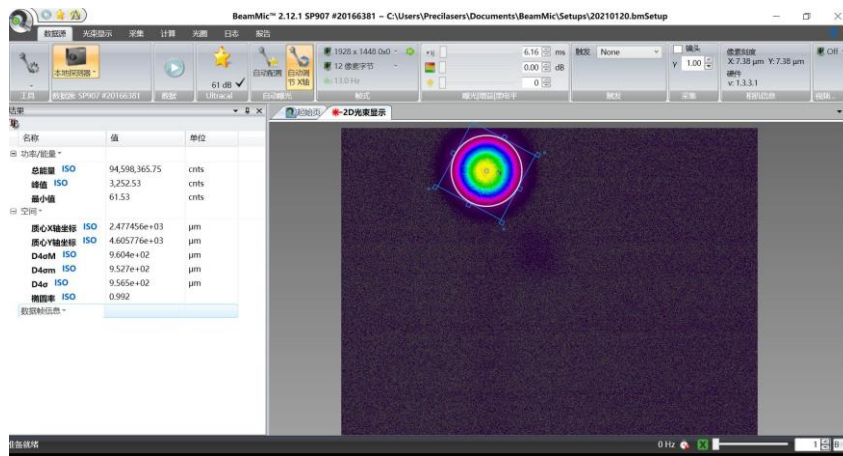 BeamMic™ 2.12.1 SP907 #20166381 - C:\Users\Precilasers\Documents\BeamMic\Setups\20210120.bmSetup
数据源 光束显示 采集 计算 光圈 日志 报告
本地探测器
61 dB
自动配置
自动调节 X轴
1928 x 1448 0x0
12 像素字节
13.0 Hz
6.16 ms
0.00 dB
0
触发 None
镜头
γ 1.00
像素刻度
X: 7.38 μm Y: 7.38 μm
硬件
v: 1.3.3.1
Off
工具 数据源 SP907 #20166381 数据 Ultracal 自动曝光 帧式 触发 采集 相机信息
结果
起始页 2D光束显示
名称 值 单位
功率/能量
总能量 ISO 94,598,365.75 cnts
峰值 ISO 3,252.53 cnts
最小值 61.53 cnts
空间
质心X轴坐标 ISO 2.477456e+03 μm
质心Y轴坐标 ISO 4.605776e+03 μm
D4σM ISO 9.604e+02 μm
D4σm ISO 9.527e+02 μm
D4σ ISO 9.565e+02 μm
椭圆率 ISO 0.992
数据帧信息
准备就绪
0 Hz
1